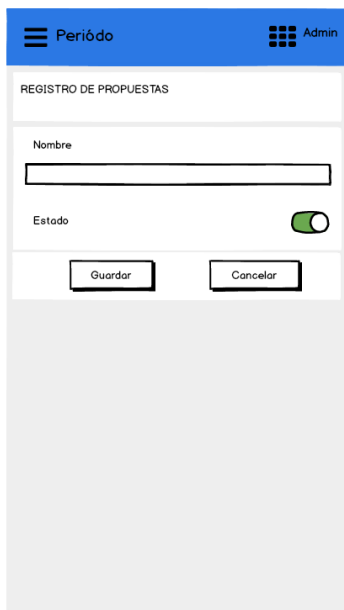 Periódo
Admin
REGISTRO DE PROPUESTAS
Nombre
Estado
Guardar
Cancelar